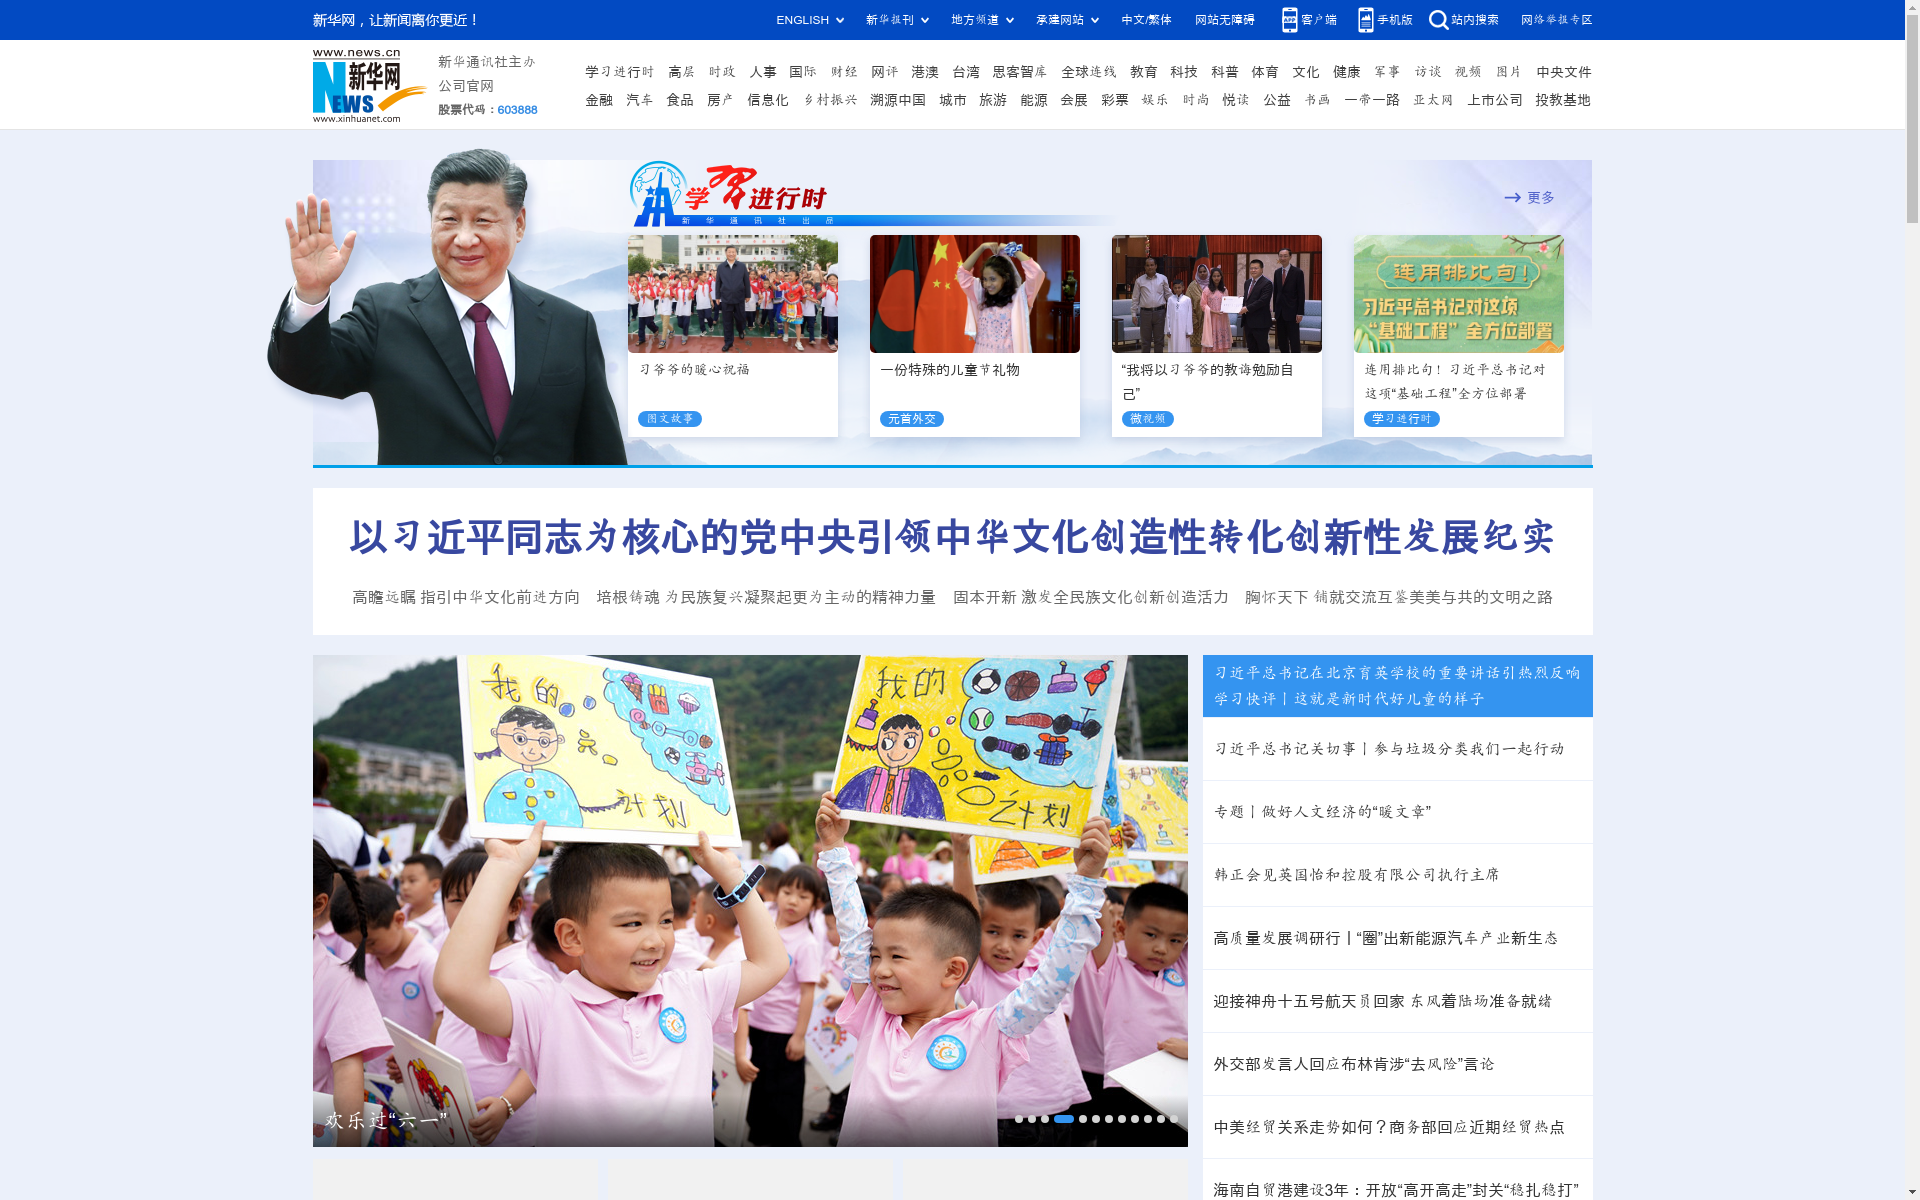 新华网，让新闻离你更近！
ENGLISH 新华报刊 地方频道 承建网站 中文/繁体 网站无障碍 客户端 手机版 站内搜索 网络举报专区
www.news.cn
新华网
NEWS
www.xinhuanet.com
新华通讯社主办
公司官网
股票代码：603888
学习进行时 高层 时政 人事 国际 财经 网评 港澳 台湾 思客智库 全球连线 教育 科技 科普 体育 文化 健康 军事 访谈 视频 图片 中央文件
金融 汽车 食品 房产 信息化 乡村振兴 溯源中国 城市 旅游 能源 会展 彩票 娱乐 时尚 悦读 公益 书画 一带一路 亚太网 上市公司 投教基地
学习进行时
新华通讯社出品
更多
连用排比句！
习近平总书记对这项
“基础工程”全方位部署
习爷爷的暖心祝福
图文故事
一份特殊的儿童节礼物
元首外交
“我将以习爷爷的教诲勉励自
己”
微视频
连用排比句！习近平总书记对
这项“基础工程”全方位部署
学习进行时
以习近平同志为核心的党中央引领中华文化创造性转化创新性发展纪实
高瞻远瞩 指引中华文化前进方向 培根铸魂 为民族复兴凝聚起更为主动的精神力量 固本开新 激发全民族文化创新创造活力 胸怀天下 铺就交流互鉴美美与共的文明之路
我的
计划
我的
计划
欢乐过“六一”
习近平总书记在北京育英学校的重要讲话引热烈反响
学习快评丨这就是新时代好儿童的样子
习近平总书记关切事丨参与垃圾分类我们一起行动
专题丨做好人文经济的“暖文章”
韩正会见英国怡和控股有限公司执行主席
高质量发展调研行丨“圈”出新能源汽车产业新生态
迎接神舟十五号航天员回家 东风着陆场准备就绪
外交部发言人回应布林肯涉“去风险”言论
中美经贸关系走势如何？商务部回应近期经贸热点
海南自贸港建设3年：开放“高开高走”封关“稳扎稳打”